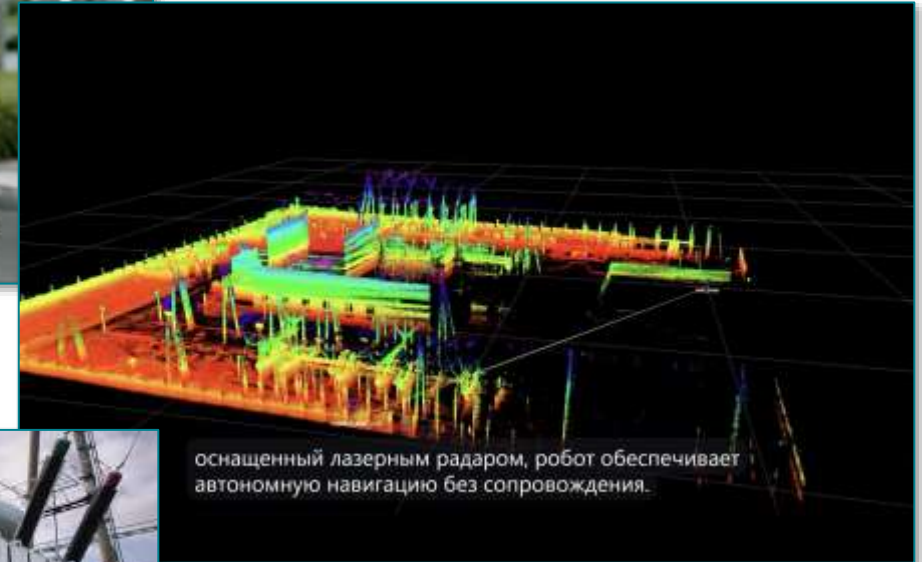 оснащенный лазерным радаром, робот обеспечивает
автономную навигацию без сопровождения.